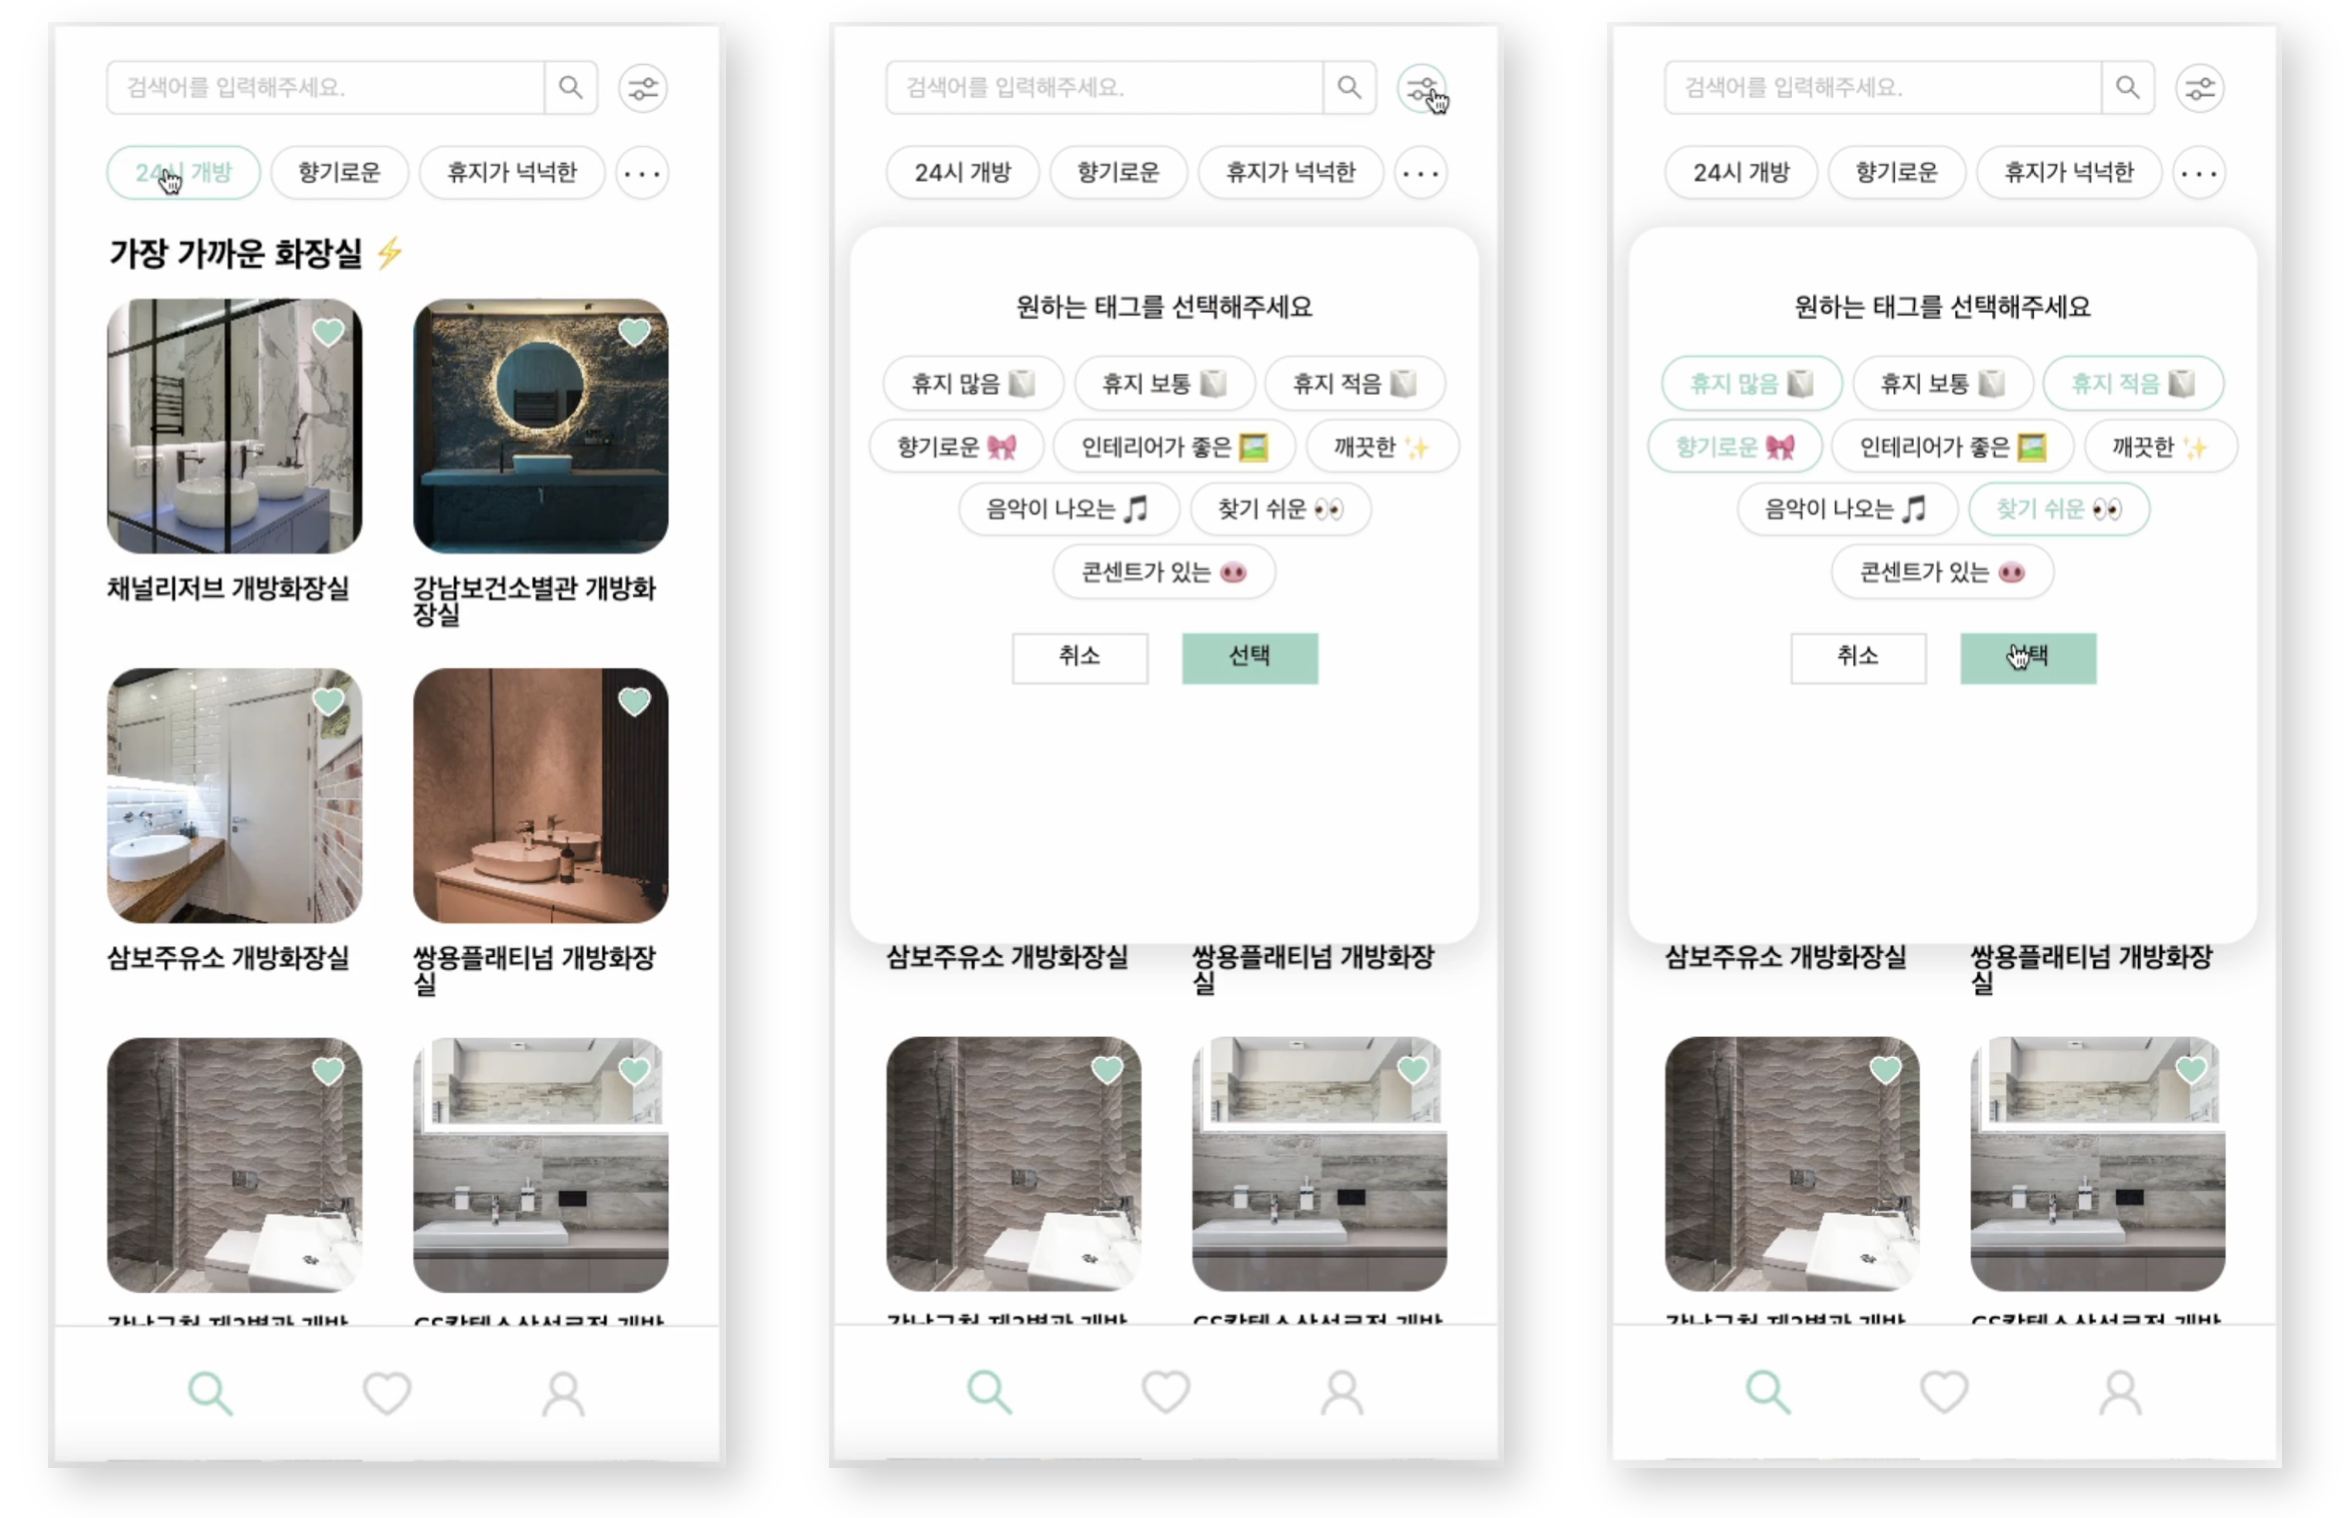 검색어를 입력해주세요.
24시 개방
향기로운
휴지가 넉넉한
...
가장 가까운 화장실 ⚡
채널리저브 개방화장실
강남보건소별관 개방화
장실
삼보주유소 개방화장실
쌍용플래티넘 개방화장
실
검색어를 입력해주세요.
24시 개방
향기로운
휴지가 넉넉한
...
원하는 태그를 선택해주세요
휴지 많음 🧻
휴지 보통 🧻
휴지 적음 🧻
향기로운 🎀
인테리어가 좋은 🖼️
깨끗한 ✨
음악이 나오는 🎵
찾기 쉬운 👀
콘센트가 있는 🐽
취소
선택
삼보주유소 개방화장실
쌍용플래티넘 개방화장
실
검색어를 입력해주세요.
24시 개방
향기로운
휴지가 넉넉한
...
원하는 태그를 선택해주세요
휴지 많음 🧻
휴지 보통 🧻
휴지 적음 🧻
향기로운 🎀
인테리어가 좋은 🖼️
깨끗한 ✨
음악이 나오는 🎵
찾기 쉬운 👀
콘센트가 있는 🐽
취소
선택
삼보주유소 개방화장실
쌍용플래티넘 개방화장
실